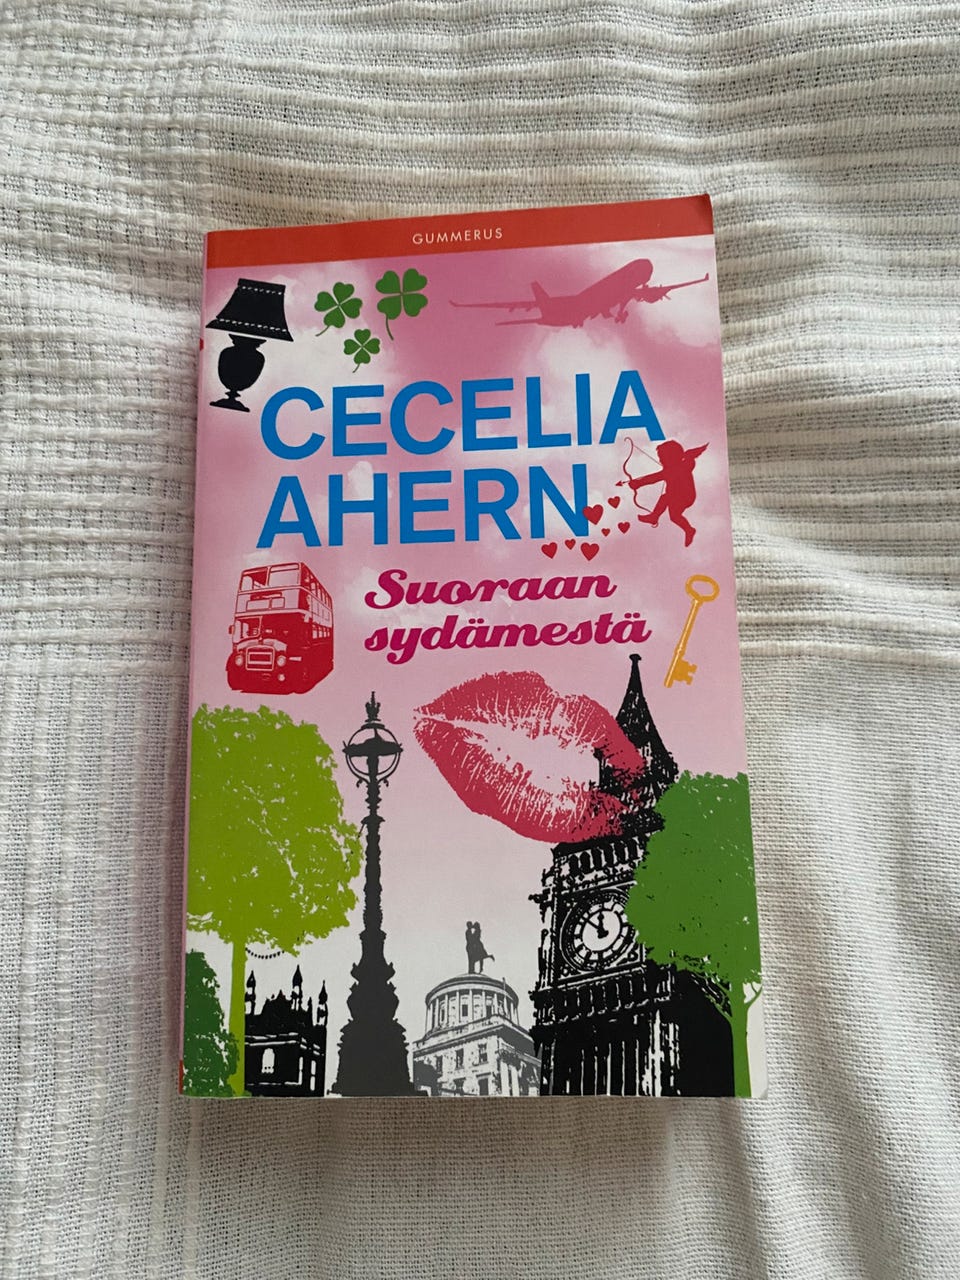 GUMMERUS
CECELIA
AHERN
Suoraan
sydämestä